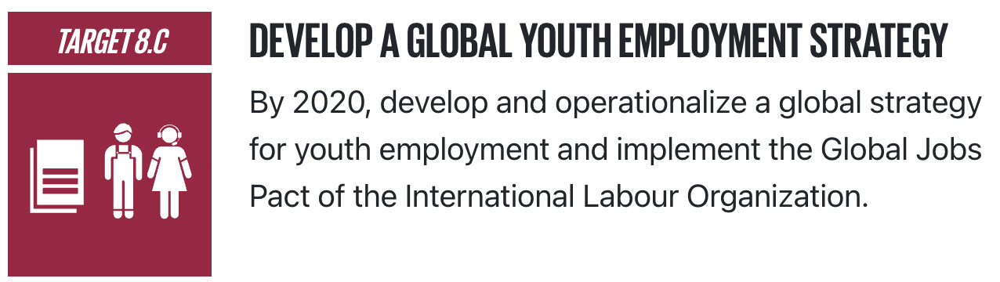 TARGET 8.C
DEVELOP A GLOBAL YOUTH EMPLOYMENT STRATEGY
By 2020, develop and operationalize a global strategy
for youth employment and implement the Global Jobs
Pact of the International Labour Organization.